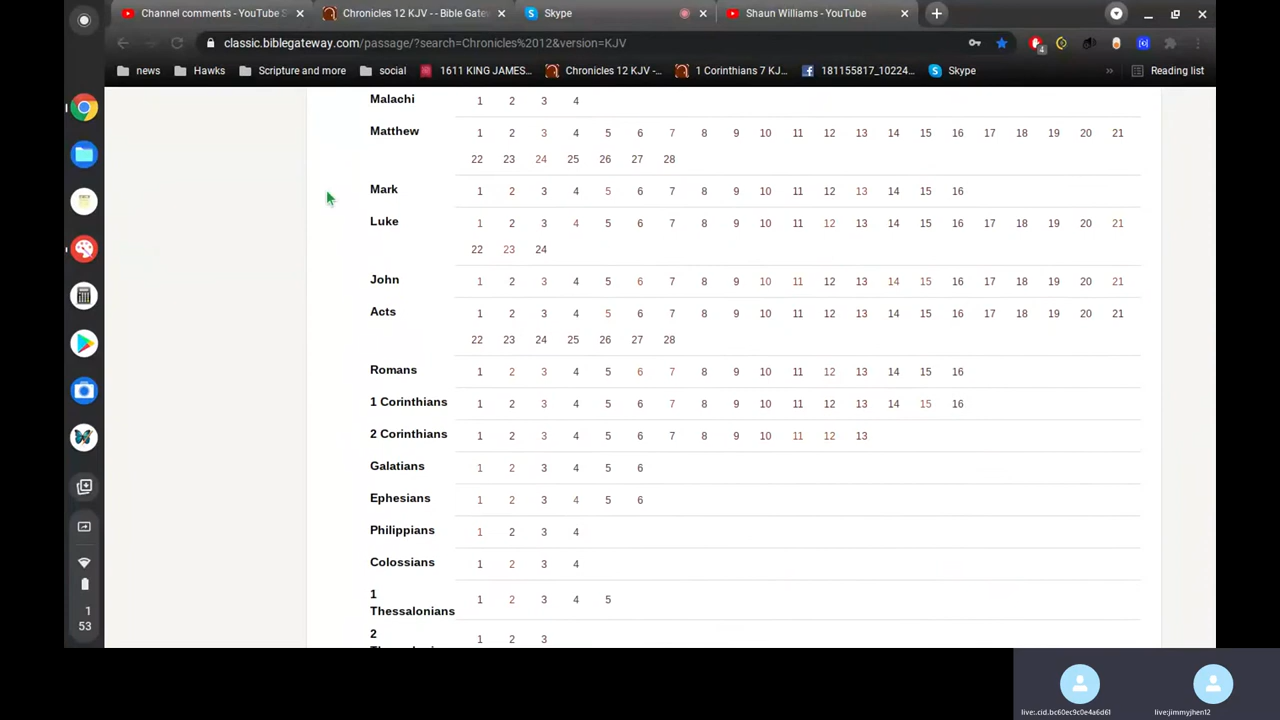 Channel comments - YouTube S
Chronicles 12 KJV - - Bible Gate
Skype
Shaun Williams - YouTube
classic.biblegateway.com/passage/?search=Chronicles%2012&version=KJV
4
news
Hawks
Scripture and more
social
1611 KING JAMES...
Chronicles 12 KJV -...
1 Corinthians 7 KJ...
181155817_10224...
Skype
»
Reading list
Malachi 1 2 3 4
Matthew 1 2 3 4 5 6 7 8 9 10 11 12 13 14 15 16 17 18 19 20 21
22 23 24 25 26 27 28
Mark 1 2 3 4 5 6 7 8 9 10 11 12 13 14 15 16
Luke 1 2 3 4 5 6 7 8 9 10 11 12 13 14 15 16 17 18 19 20 21
22 23 24
John 1 2 3 4 5 6 7 8 9 10 11 12 13 14 15 16 17 18 19 20 21
Acts 1 2 3 4 5 6 7 8 9 10 11 12 13 14 15 16 17 18 19 20 21
22 23 24 25 26 27 28
Romans 1 2 3 4 5 6 7 8 9 10 11 12 13 14 15 16
1 Corinthians 1 2 3 4 5 6 7 8 9 10 11 12 13 14 15 16
2 Corinthians 1 2 3 4 5 6 7 8 9 10 11 12 13
Galatians 1 2 3 4 5 6
Ephesians 1 2 3 4 5 6
Philippians 1 2 3 4
Colossians 1 2 3 4
1
Thessalonians 1 2 3 4 5
2
1 2 3
1
53
live:.cid.bc60ec9c0e4a6d61
live:jimmyjhen12